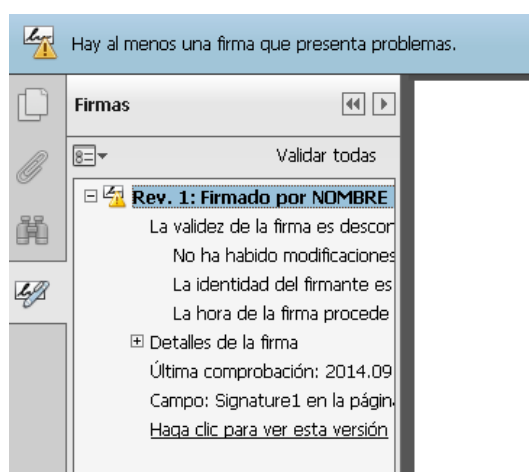 Hay al menos una firma que presenta problemas.
Firmas
Validar todas
Rev. 1: Firmado por NOMBRE
La validez de la firma es descor
No ha habido modificaciones
La identidad del firmante es
La hora de la firma procede
Detalles de la firma
Última comprobación: 2014.09
Campo: Signature1 en la página
Haga clic para ver esta versión